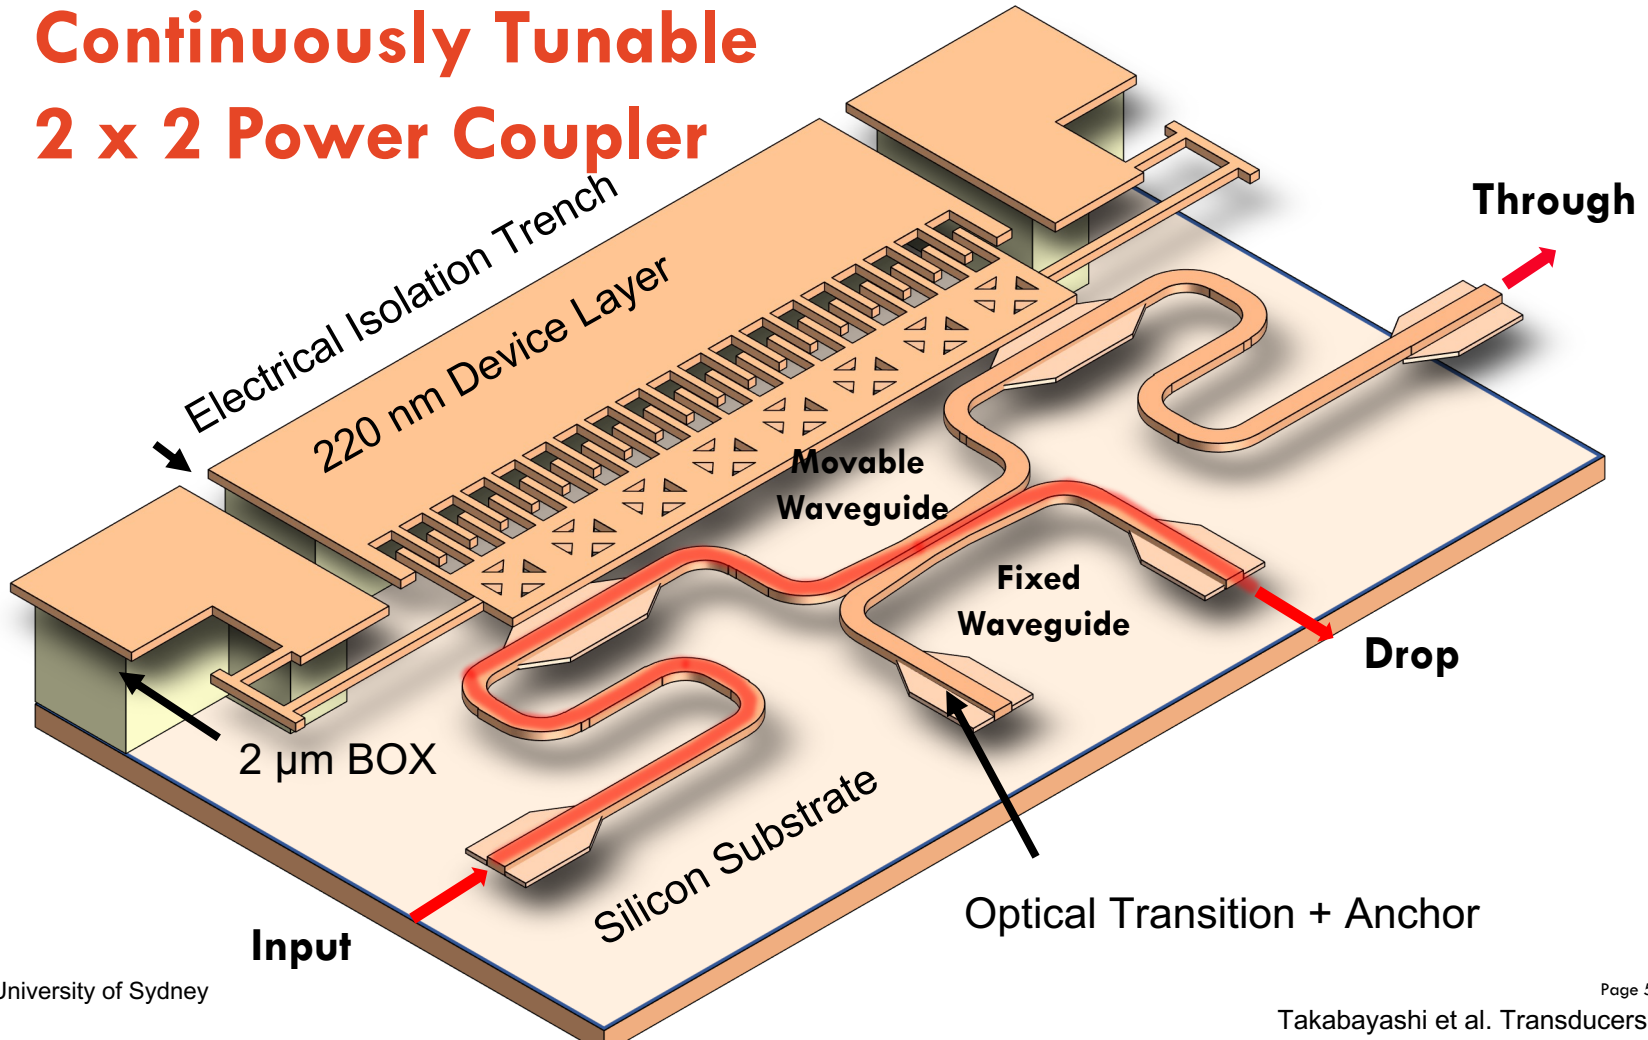 Continuously Tunable
2 x 2 Power Coupler
Electrical Isolation Trench
220 nm Device Layer
Through
Movable
Waveguide
Fixed
Waveguide
Drop
2 µm BOX
Silicon Substrate
Optical Transition + Anchor
Input
University of Sydney
Page 5
Takabayashi et al. Transducers